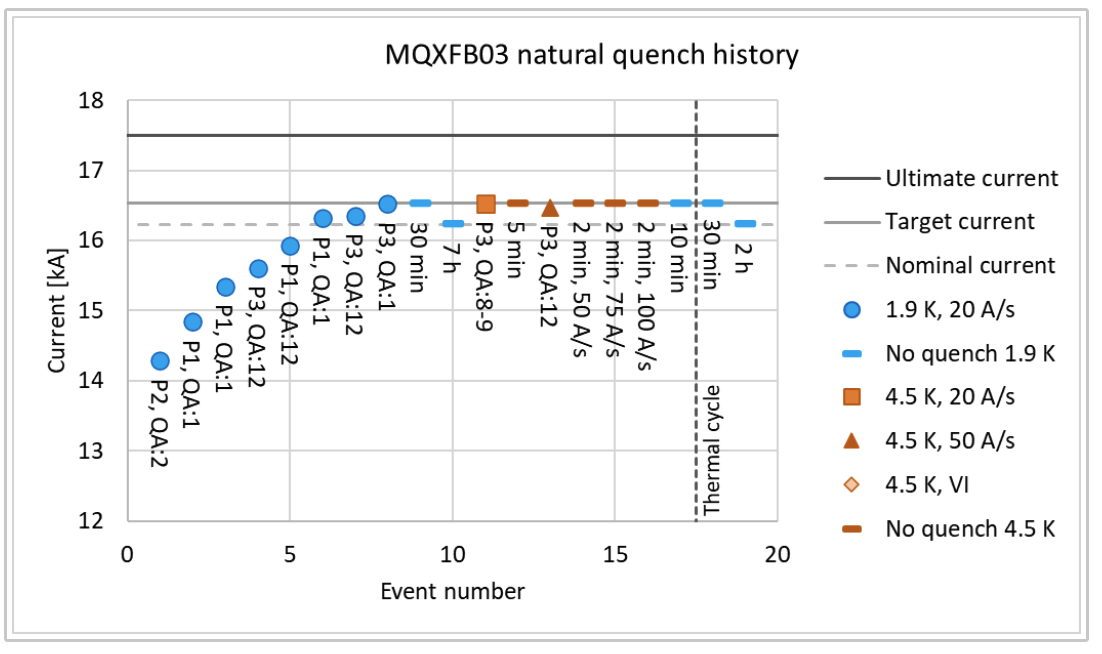 MQXFB03 natural quench history
18
17
16
15
14
13
12
Current [kA]
0
5
10
15
20
Event number
P2, QA:2
P1, QA:1
P1, QA:1
P3, QA:12
P1, QA:12
P1, QA:1
P3, QA:12
P3, QA:1
30 min
7 h
P3, QA:8-9
5 min
P3, QA:12
2 min, 50 A/s
2 min, 75 A/s
2 min, 100 A/s
10 min
30 min
2 h
Thermal cycle
Ultimate current
Target current
Nominal current
1.9 K, 20 A/s
No quench 1.9 K
4.5 K, 20 A/s
4.5 K, 50 A/s
4.5 K, VI
No quench 4.5 K